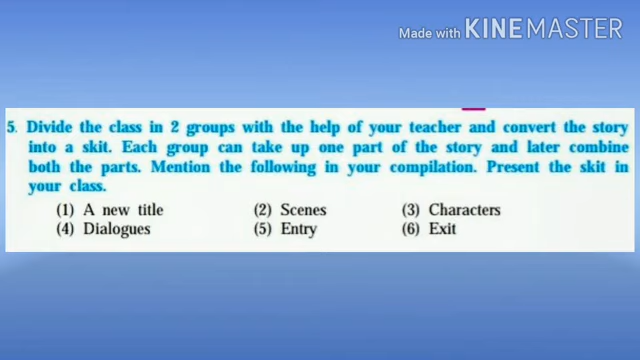 Made with KINEMASTER
5. Divide the class in 2 groups with the help of your teacher and convert the story
into a skit. Each group can take up one part of the story and later combine
both the parts. Mention the following in your compilation. Present the skit in
your class.
(1) A new title (2) Scenes (3) Characters
(4) Dialogues (5) Entry (6) Exit